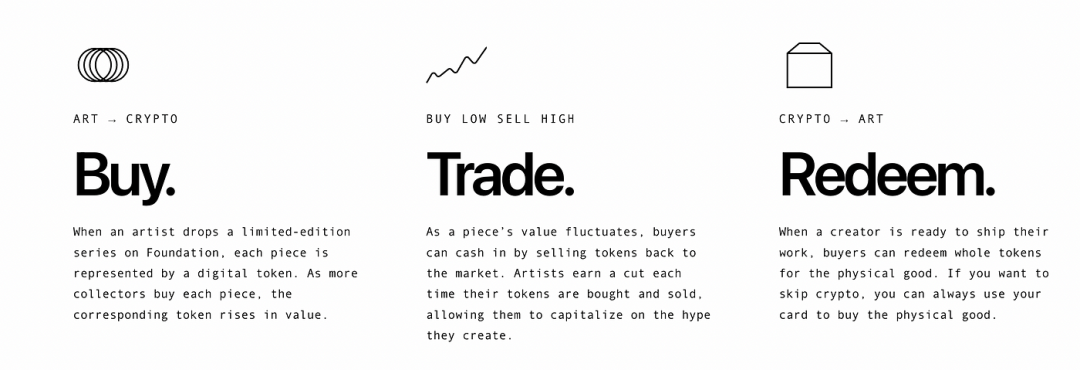 ART → CRYPTO
Buy.
When an artist drops a limited-edition
series on Foundation, each piece is
represented by a digital token. As more
collectors buy each piece, the
corresponding token rises in value.
BUY LOW SELL HIGH
Trade.
As a piece's value fluctuates, buyers
can cash in by selling tokens back to
the market. Artists earn a cut each
time their tokens are bought and sold,
allowing them to capitalize on the hype
they create.
CRYPTO → ART
Redeem.
When a creator is ready to ship their
work, buyers can redeem whole tokens
for the physical good. If you want to
skip crypto, you can always use your
card to buy the physical good.